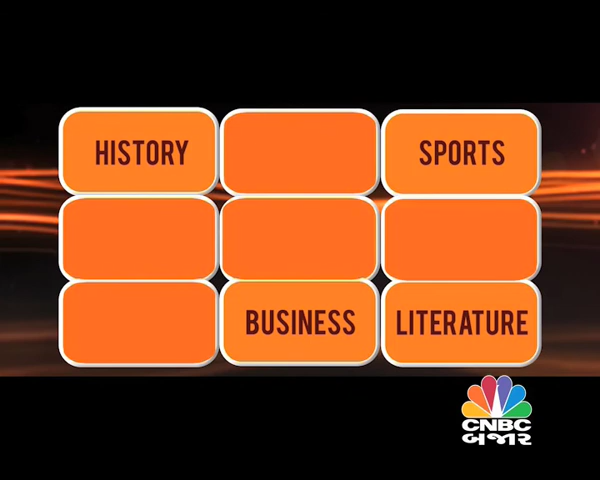 HISTORY
SPORTS
BUSINESS
LITERATURE
CNBC
બજાર